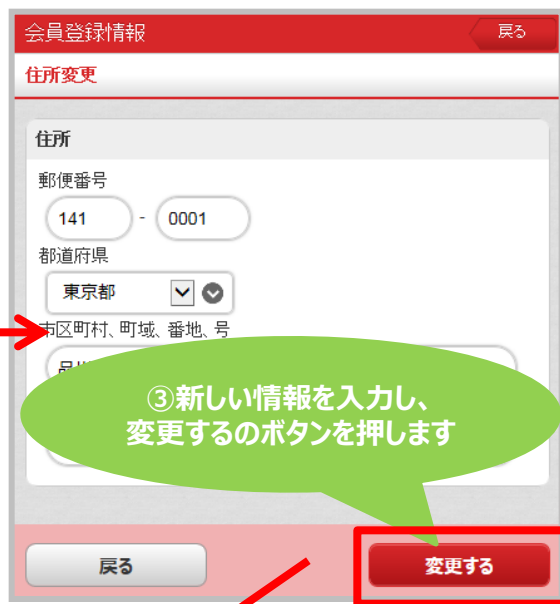 会員登録情報
戻る
住所変更
住所
郵便番号
141 - 0001
都道府県
東京都
市区町村、町域、番地、号
③新しい情報を入力し、
変更するのボタンを押します
戻る
変更する